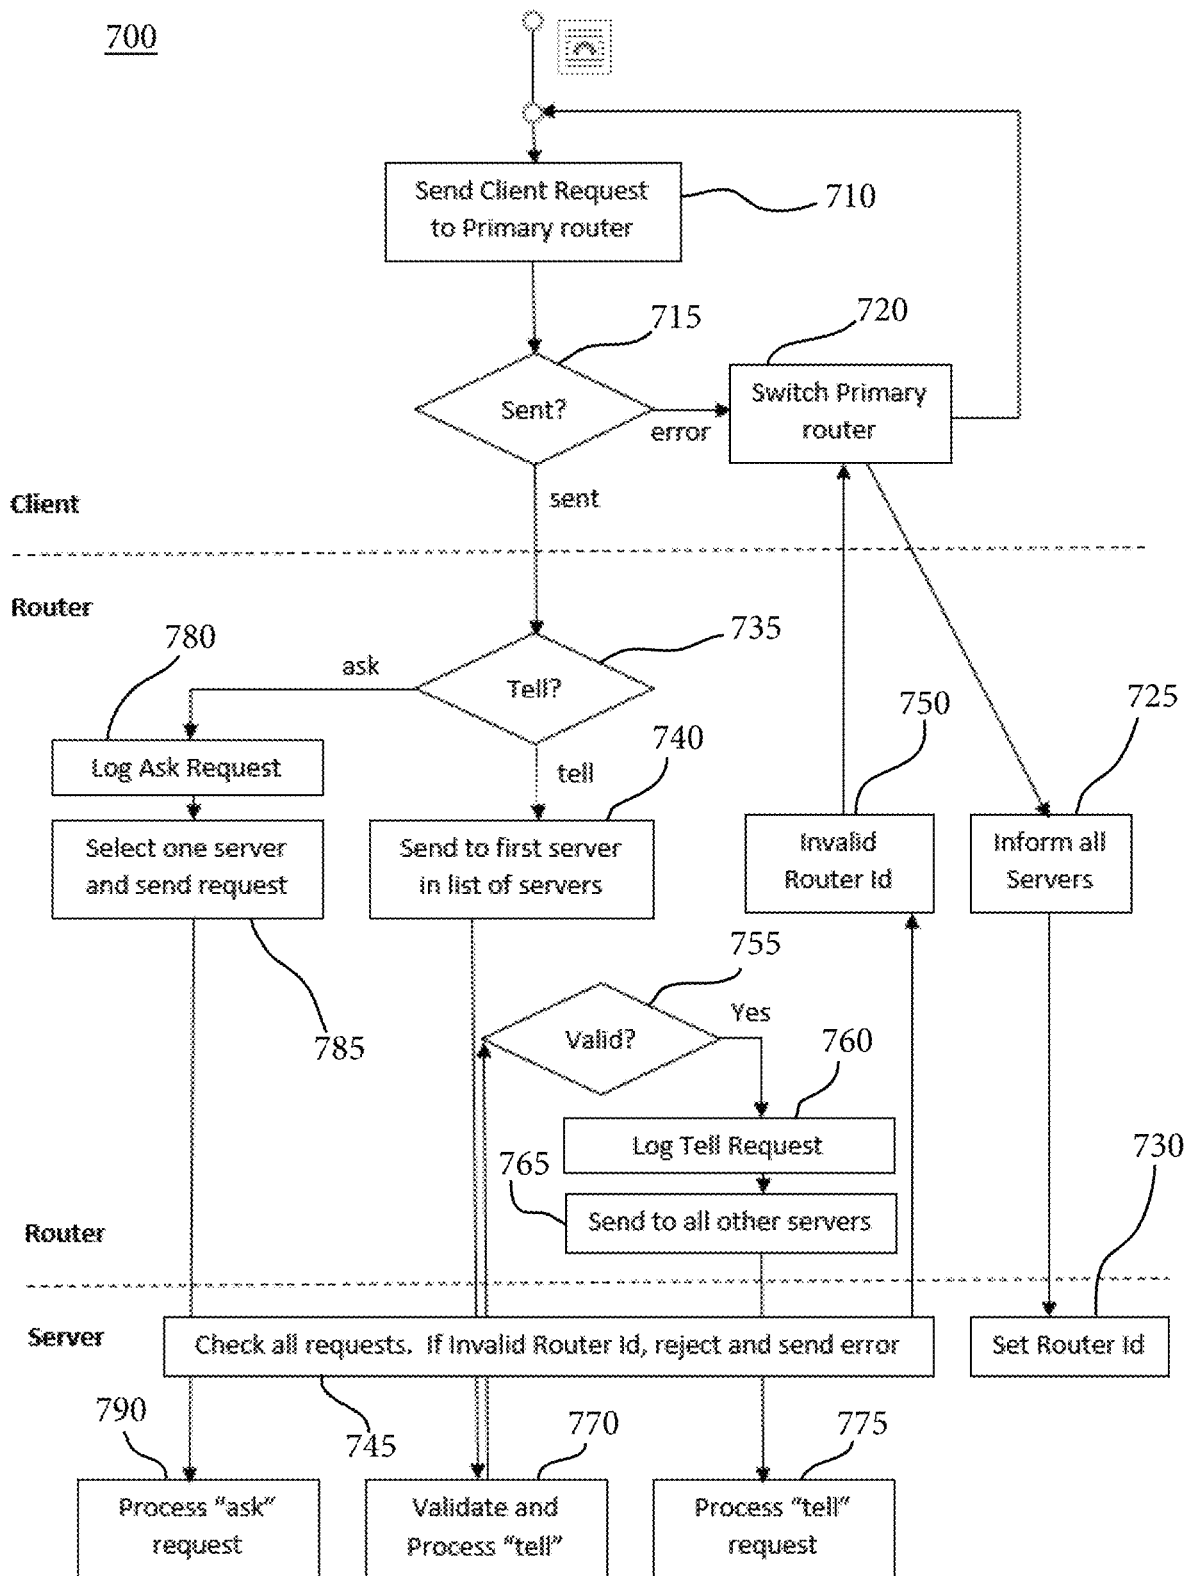 700
Send Client Request
to Primary router
710
715
720
Sent?
Switch Primary
router
error
sent
Client
Router
780
735
ask
Tell?
750
725
740
Log Ask Request
tell
Select one server
and send request
Send to first server
in list of servers
Invalid
Router Id
Inform all
Servers
755
Yes
Valid?
760
785
Log Tell Request
730
765
Send to all other servers
Router
Server
Check all requests. If Invalid Router Id, reject and send error
Set Router Id
790
745
770
775
Process “ask”
request
Validate and
Process “tell”
Process “tell”
request